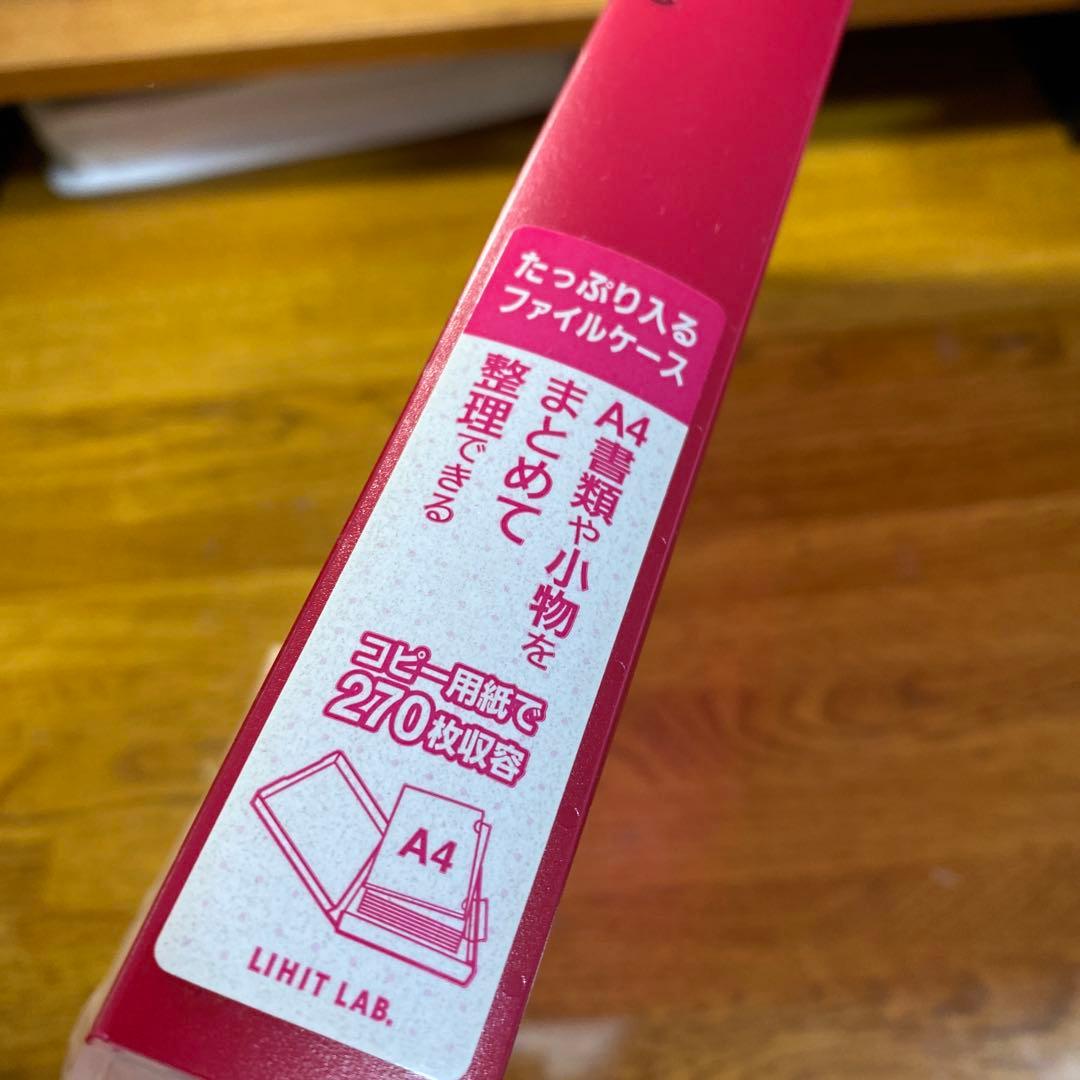 たっぷり入る
ファイルケース
A4書類や小物を
まとめて
整理できる
コピー用紙で
270枚収容
A4
LIHIT LAB.